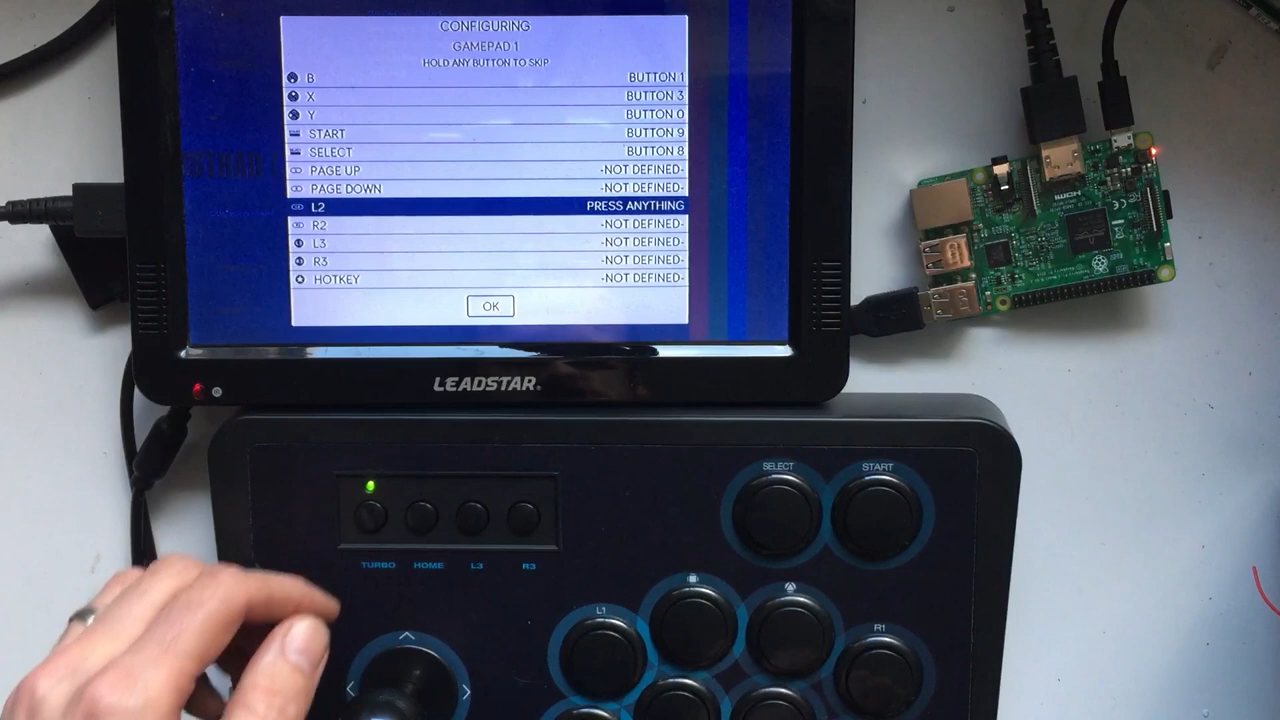 CONFIGURING
GAMEPAD 1
HOLD ANY BUTTON TO SKIP
B BUTTON 1
X BUTTON 3
Y BUTTON 0
START BUTTON 9
SELECT BUTTON 8
PAGE UP -NOT DEFINED-
PAGE DOWN -NOT DEFINED-
L2 PRESS ANYTHING
R2 -NOT DEFINED-
L3 -NOT DEFINED-
R3 -NOT DEFINED-
HOTKEY -NOT DEFINED-
OK
HDMI
LEADSTAR
SELECT START
TURBO HOME L3 R3
L1
R1